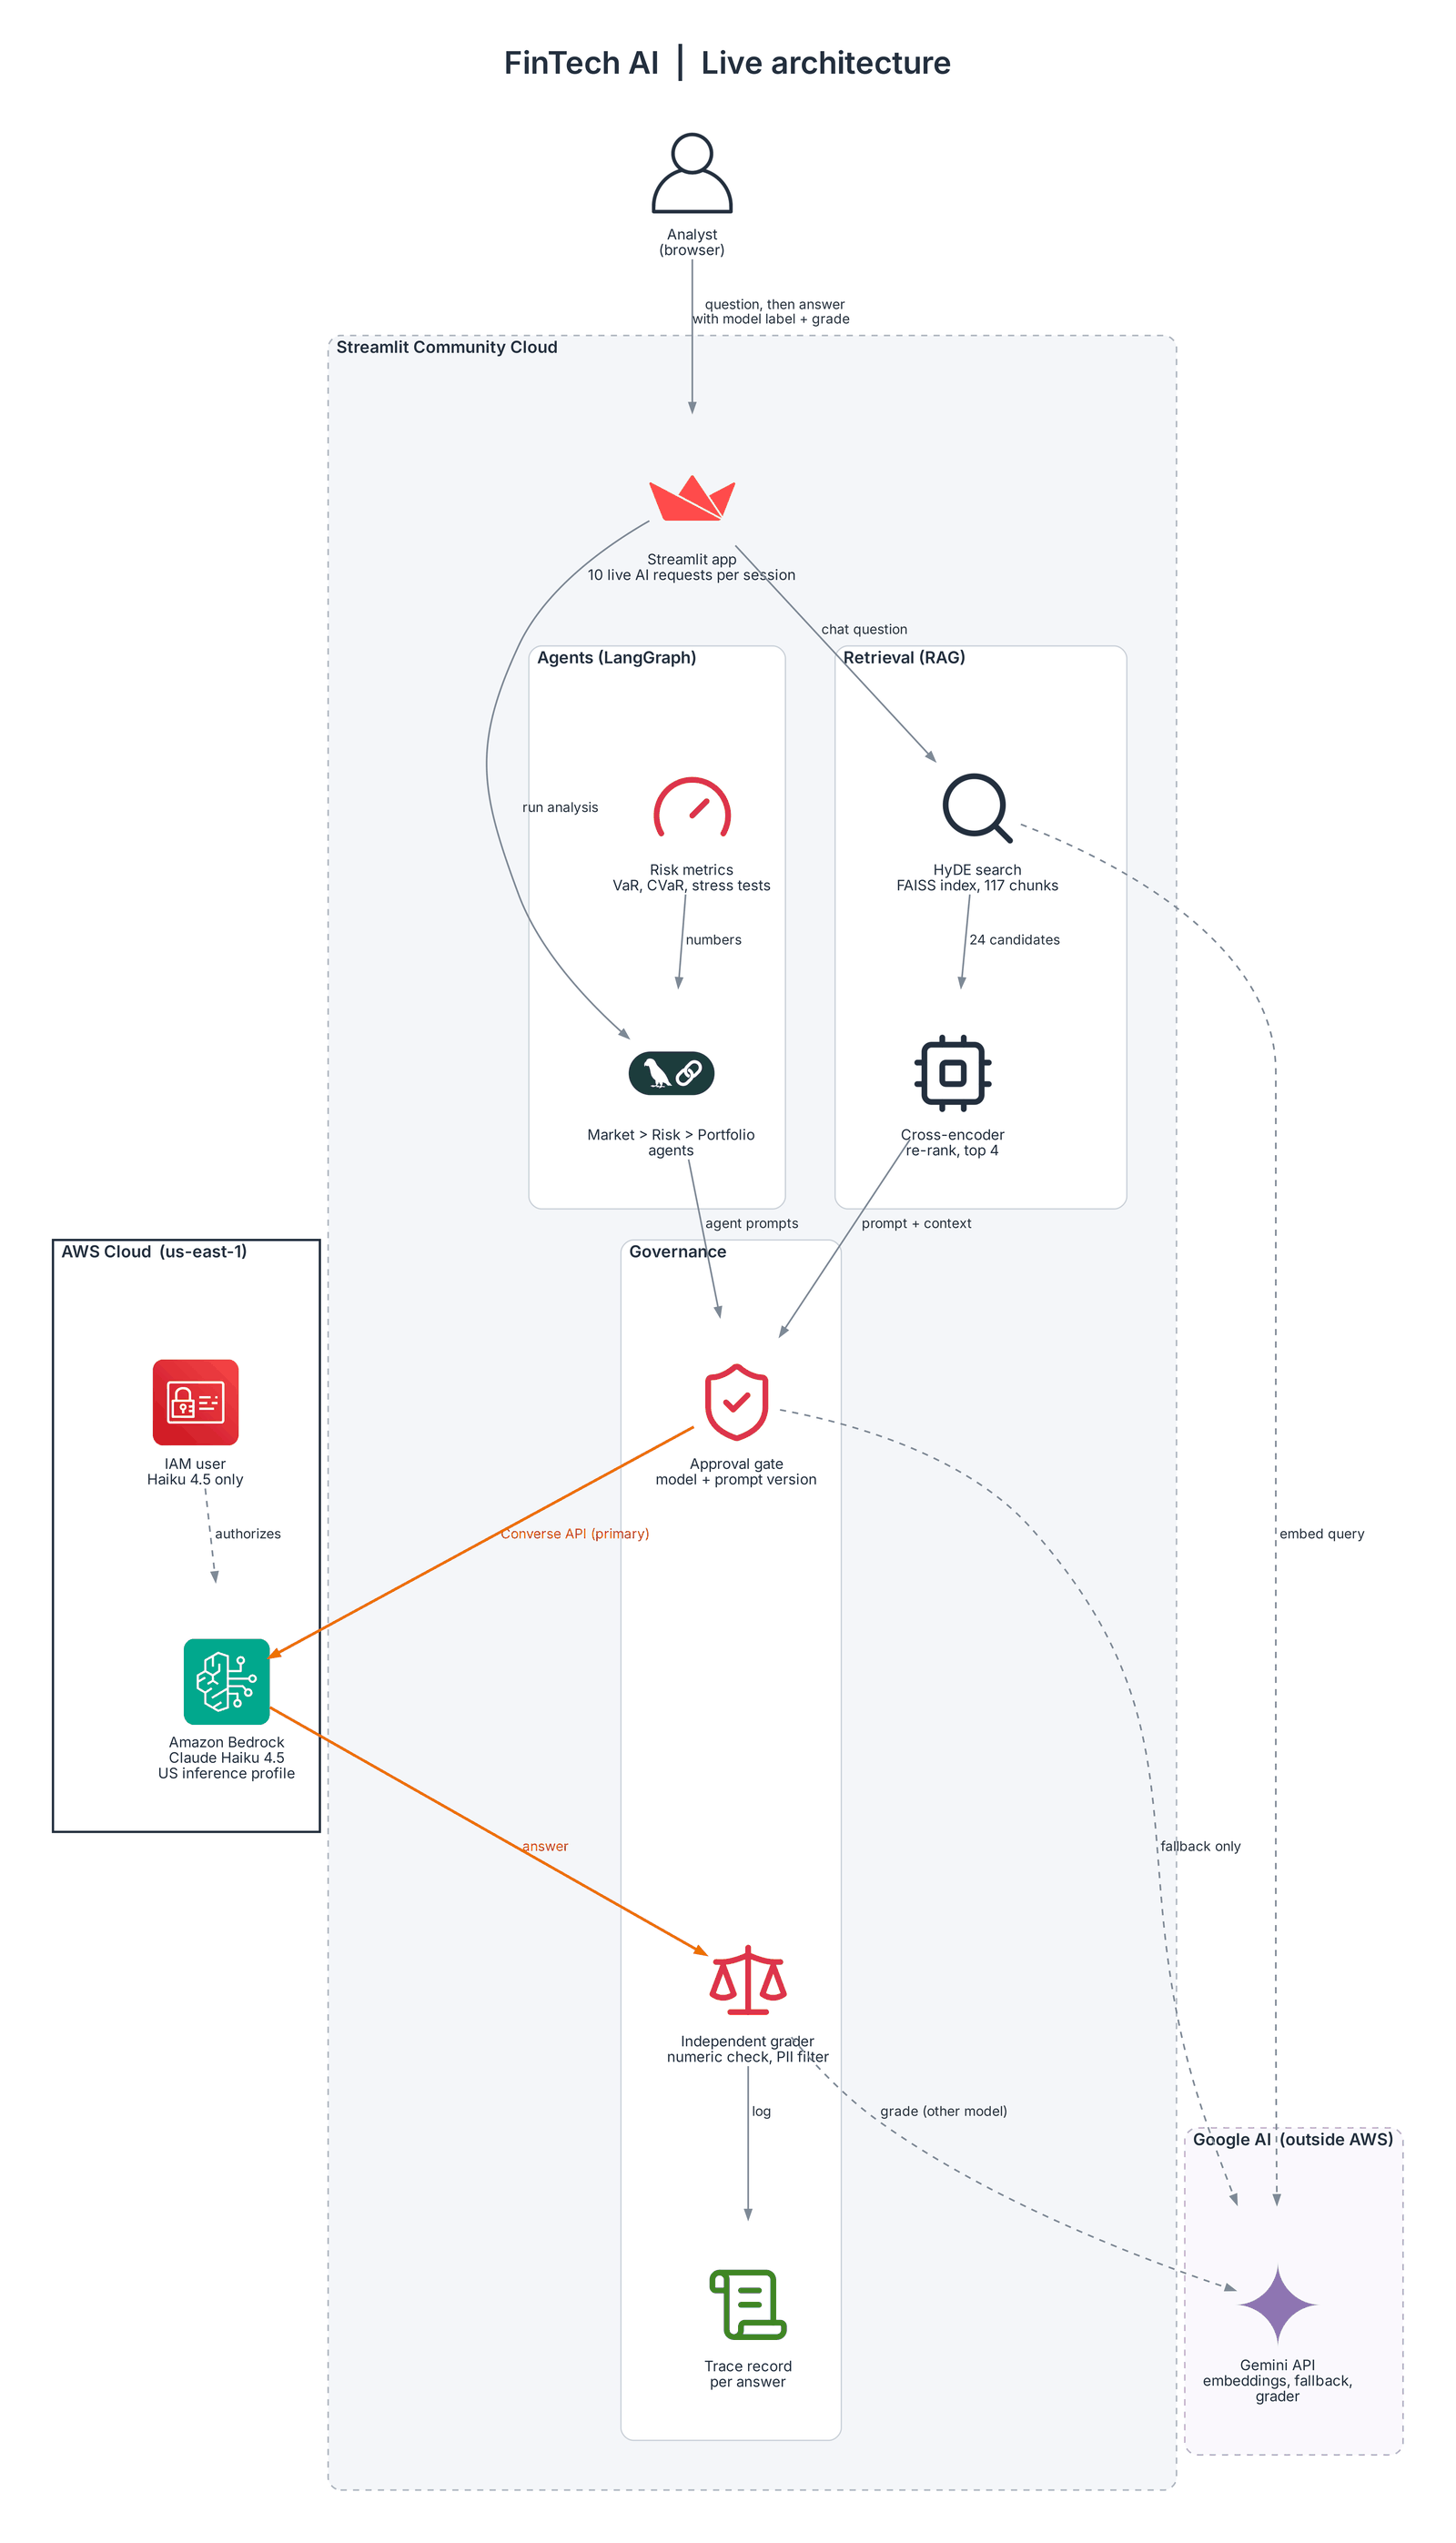 FinTech AI | Live architecture
Analyst
(browser)
question, then answer
with model label + grade
Streamlit Community Cloud
Streamlit app
10 live AI requests per session
chat question
Agents (LangGraph)
Retrieval (RAG)
run analysis
Risk metrics
VaR, CVaR, stress tests
HyDE search
FAISS index, 117 chunks
numbers
24 candidates
Market > Risk > Portfolio
agents
Cross-encoder
re-rank, top 4
agent prompts
prompt + context
AWS Cloud (us-east-1)
Governance
IAM user
Haiku 4.5 only
Approval gate
model + prompt version
authorizes
Converse API (primary)
embed query
Amazon Bedrock
Claude Haiku 4.5
US inference profile
answer
fallback only
Independent grader
numeric check, PII filter
log
grade (other model)
Google AI (outside AWS)
Trace record
per answer
Gemini API
embeddings, fallback,
grader